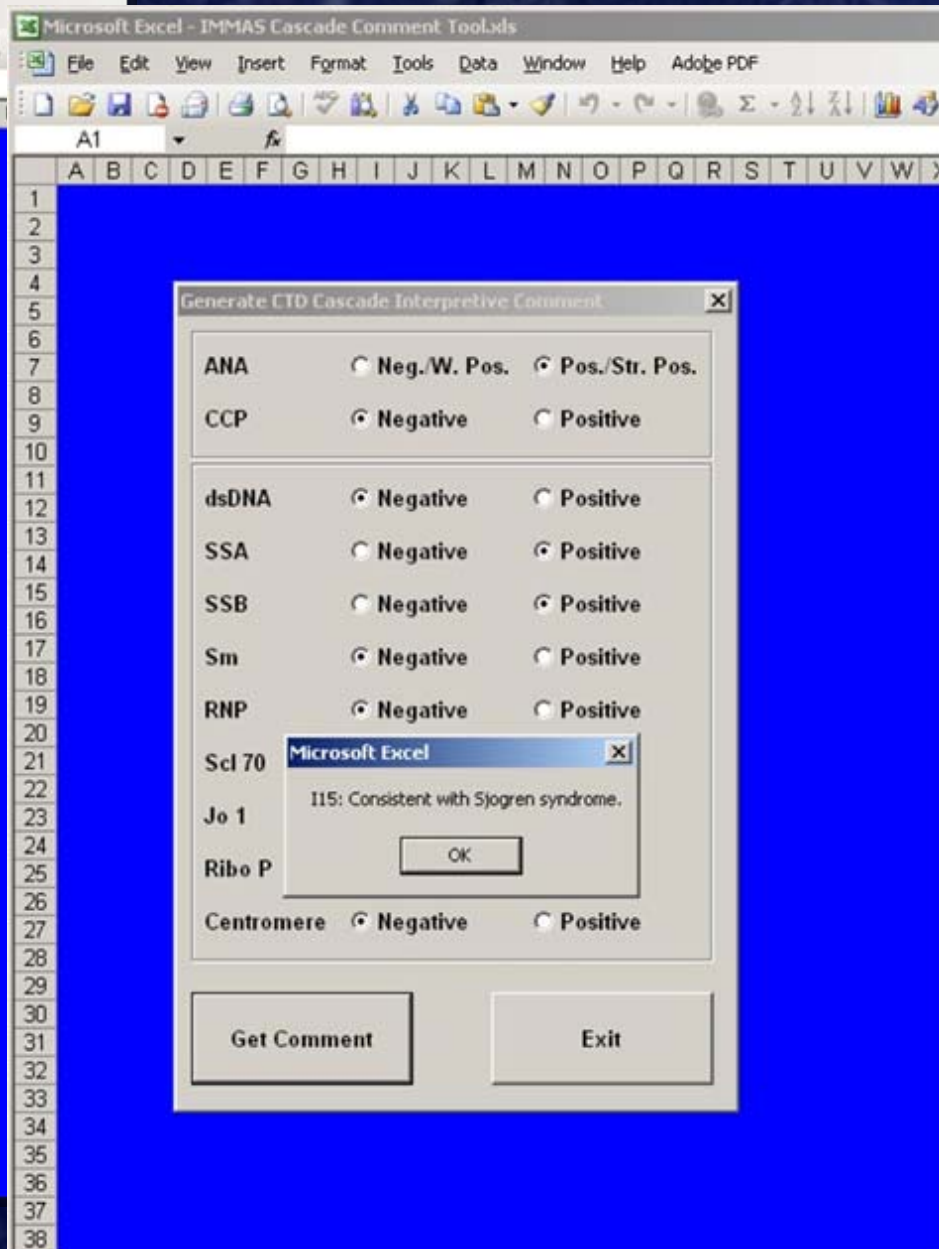 Microsoft Excel - IMMAS Cascade Comment Tool.xls
File Edit View Insert Format Tools Data Window Help Adobe PDF
A1 fx
A B C D E F G H I J K L M N O P Q R S T U V W X
1
2
3
4
5
6
7
8
9
10
11
12
13
14
15
16
17
18
19
20
21
22
23
24
25
26
27
28
29
30
31
32
33
34
35
36
37
38
Generate CTD Cascade Interpretive Comment
ANA Neg./W. Pos. Pos./Str. Pos.
CCP Negative Positive
dsDNA Negative Positive
SSA Negative Positive
SSB Negative Positive
Sm Negative Positive
RNP Negative Positive
Scl 70
Jo 1
Ribo P
Microsoft Excel
I15: Consistent with Sjogren syndrome.
OK
Centromere Negative Positive
Get Comment Exit